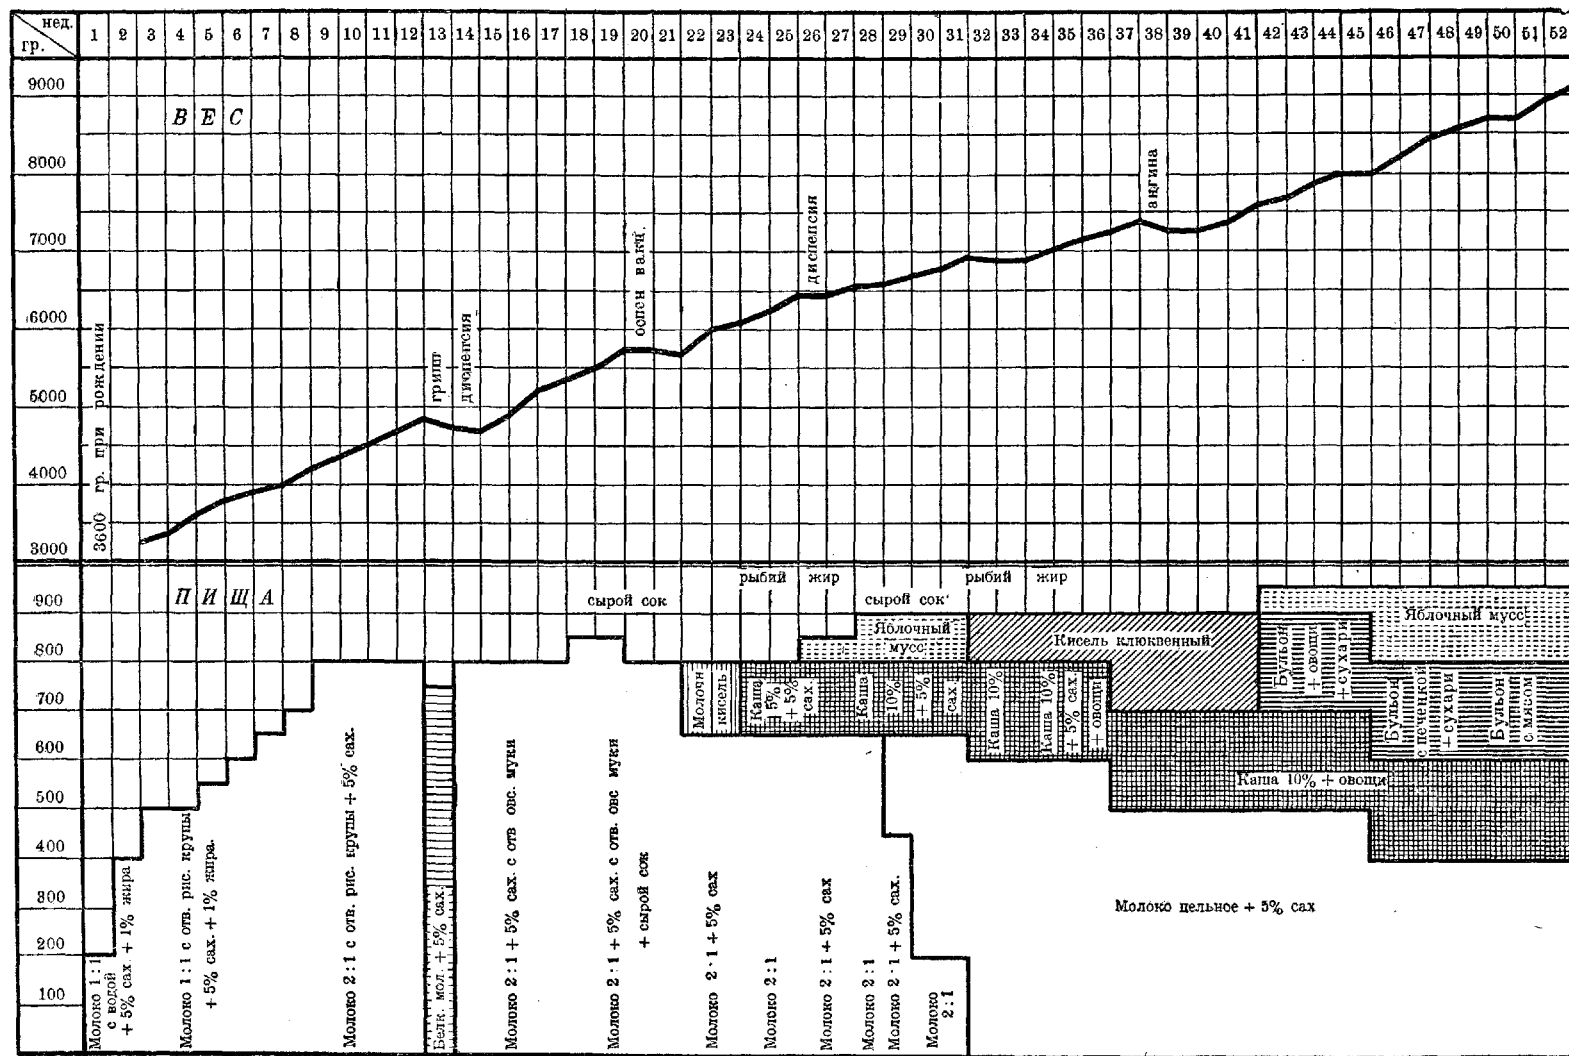 нед.
гр.
1 2 3 4 5 6 7 8 9 10 11 12 13 14 15 16 17 18 19 20 21 22 23 24 25 26 27 28 29 30 31 32 33 34 35 36 37 38 39 40 41 42 43 44 45 46 47 48 49 50 51 52
9000
8000
7000
6000
5000
4000
3000
ВЕС
3600 гр. при рождении
грипп
диспепсия
оспен вакц.
диспепсия
ангина
900
800
700
600
500
400
300
200
100
ПИЩА
сырой сок
рыбий жир
сырой сок
рыбий жир
Молоко 1:1
с водой
+ 5% сах. + 1% жира
Молоко 1:1 с отв. рис. крупы
+ 5% сах. + 1% жира.
Молоко 2:1 с отв. рис. крупы + 5% сах.
Белк. мол. + 5% сах.
Молоко 2:1 + 5% сах. с отв овс. муки
Молоко 2:1 + 5% сах. с отв. овс муки
+ сырой сок
Молоко 2:1 + 5% сах
Молоко 2:1
Молоко 2:1 + 5% сах
Молоко 2:1
Молоко 2:1 + 5% сах.
Молоко
2:1
Молочн
кисель
Каша
5%
+ 5%
сах.
Каша
10%
+ 5%
сах.
Яблочный
мусс
Кисель клюквенный
Каша 10%
Каша 10%
+ 5% сах.
+ овощи
Каша 10% + овощи
Бульон
+ овощи
+ сухари
Яблочный мусс
Бульон
с печенкой
+ сухари
Бульон
с мясом
Молоко цельное + 5% сах